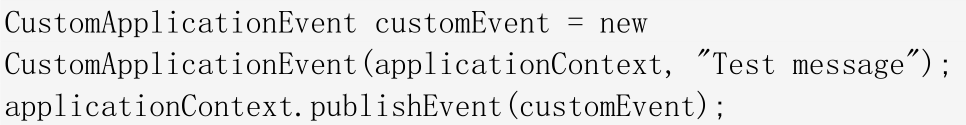 CustomApplicationEvent customEvent = new
CustomApplicationEvent(applicationContext, "Test message");
applicationContext.publishEvent(customEvent);